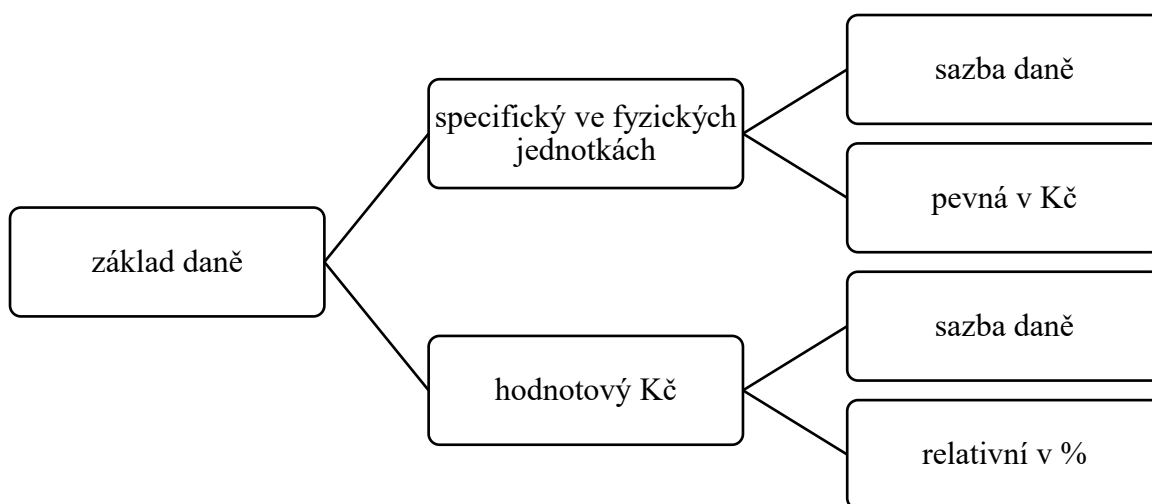 sazba daně
specifický ve fyzických
jednotkách
pevná v Kč
základ daně
sazba daně
hodnotový Kč
relativní v %